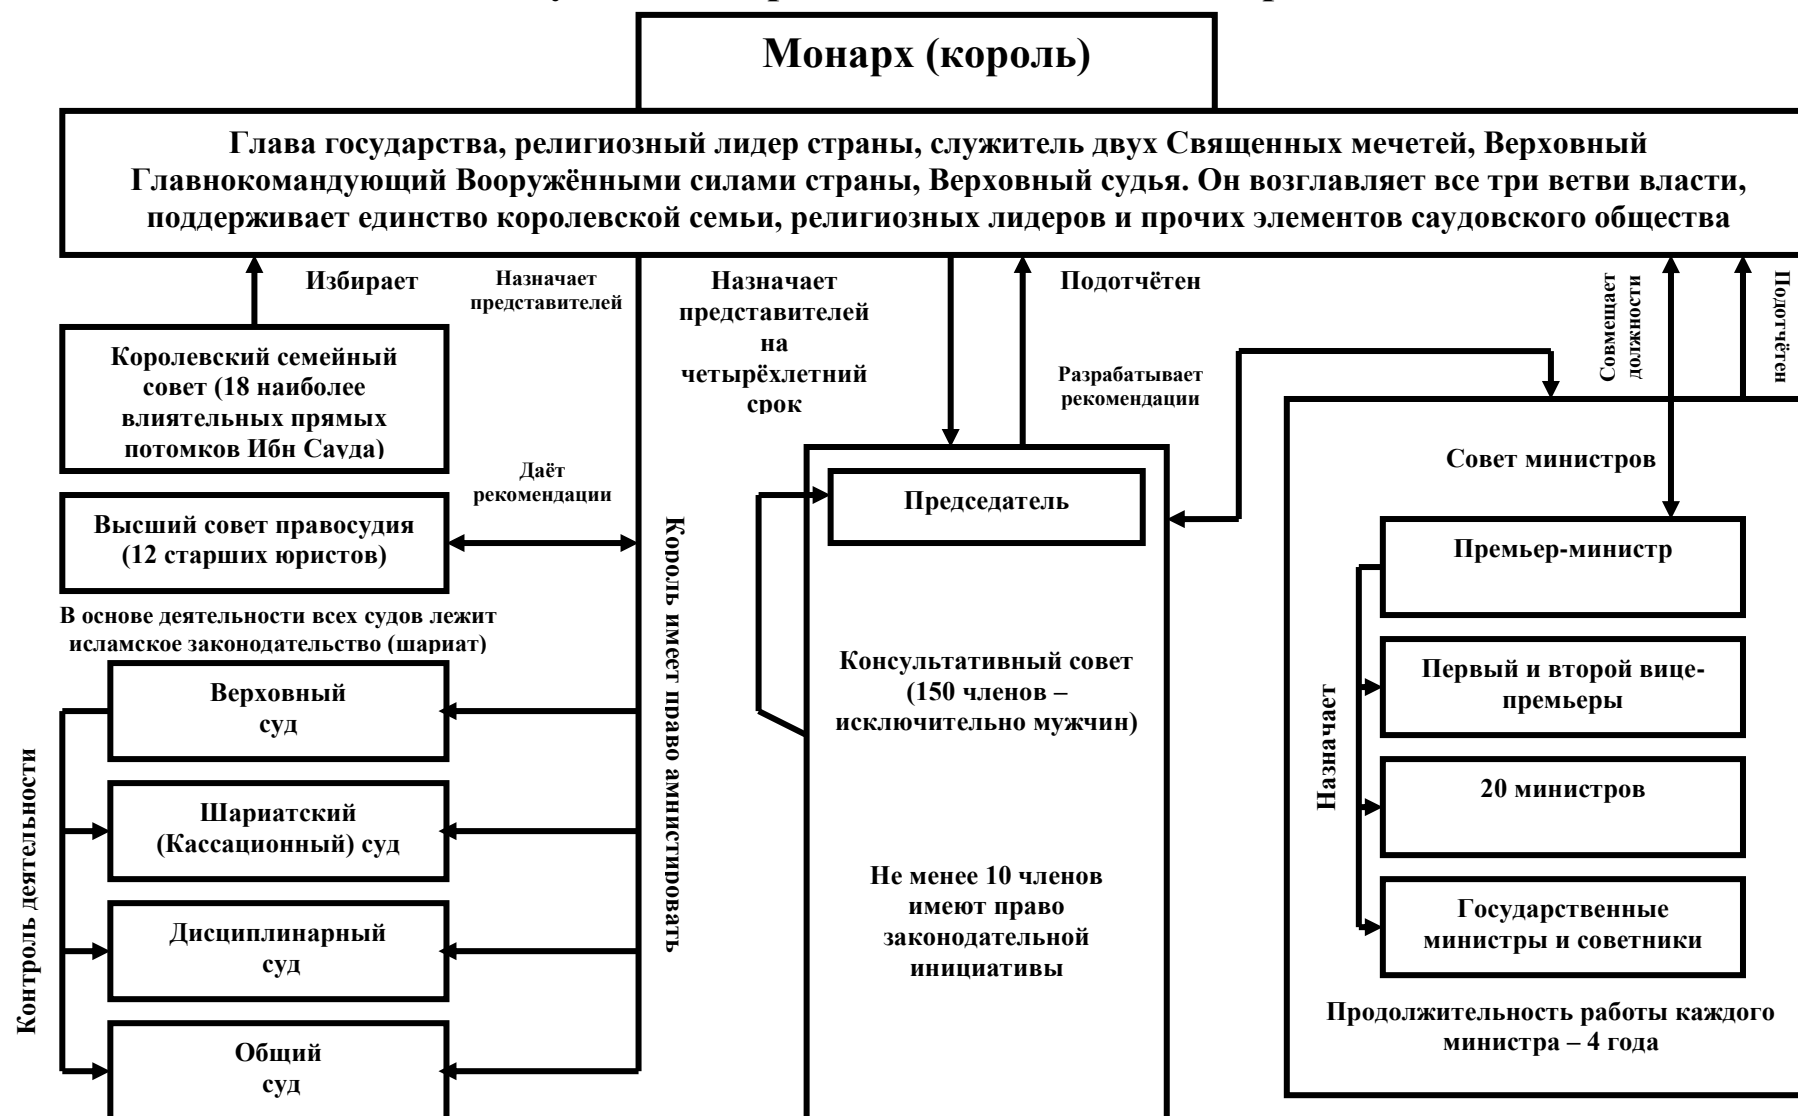 Монарх (король)
Глава государства, религиозный лидер страны, служитель двух Священных мечетей, Верховный
Главнокомандующий Вооружёнными силами страны, Верховный судья. Он возглавляет все три ветви власти,
поддерживает единство королевской семьи, религиозных лидеров и прочих элементов саудовского общества
Избирает
Назначает
представителей
Назначает
представителей
на
четырёхлетний
срок
Подотчётен
Совмещает
должности
Подотчётен
Королевский семейный
совет (18 наиболее
влиятельных прямых
потомков Ибн Сауда)
Разрабатывает
рекомендации
Даёт
рекомендации
Высший совет правосудия
(12 старших юристов)
В основе деятельности всех судов лежит
исламское законодательство (шариат)
Король имеет право амнистировать
Контроль деятельности
Верховный
суд
Шариатский
(Кассационный) суд
Дисциплинарный
суд
Общий
суд
Председатель
Консультативный совет
(150 членов –
исключительно мужчин)
Не менее 10 членов
имеют право
законодательной
инициативы
Совет министров
Премьер-министр
Назначает
Первый и второй вице-
премьеры
20 министров
Государственные
министры и советники
Продолжительность работы каждого
министра – 4 года